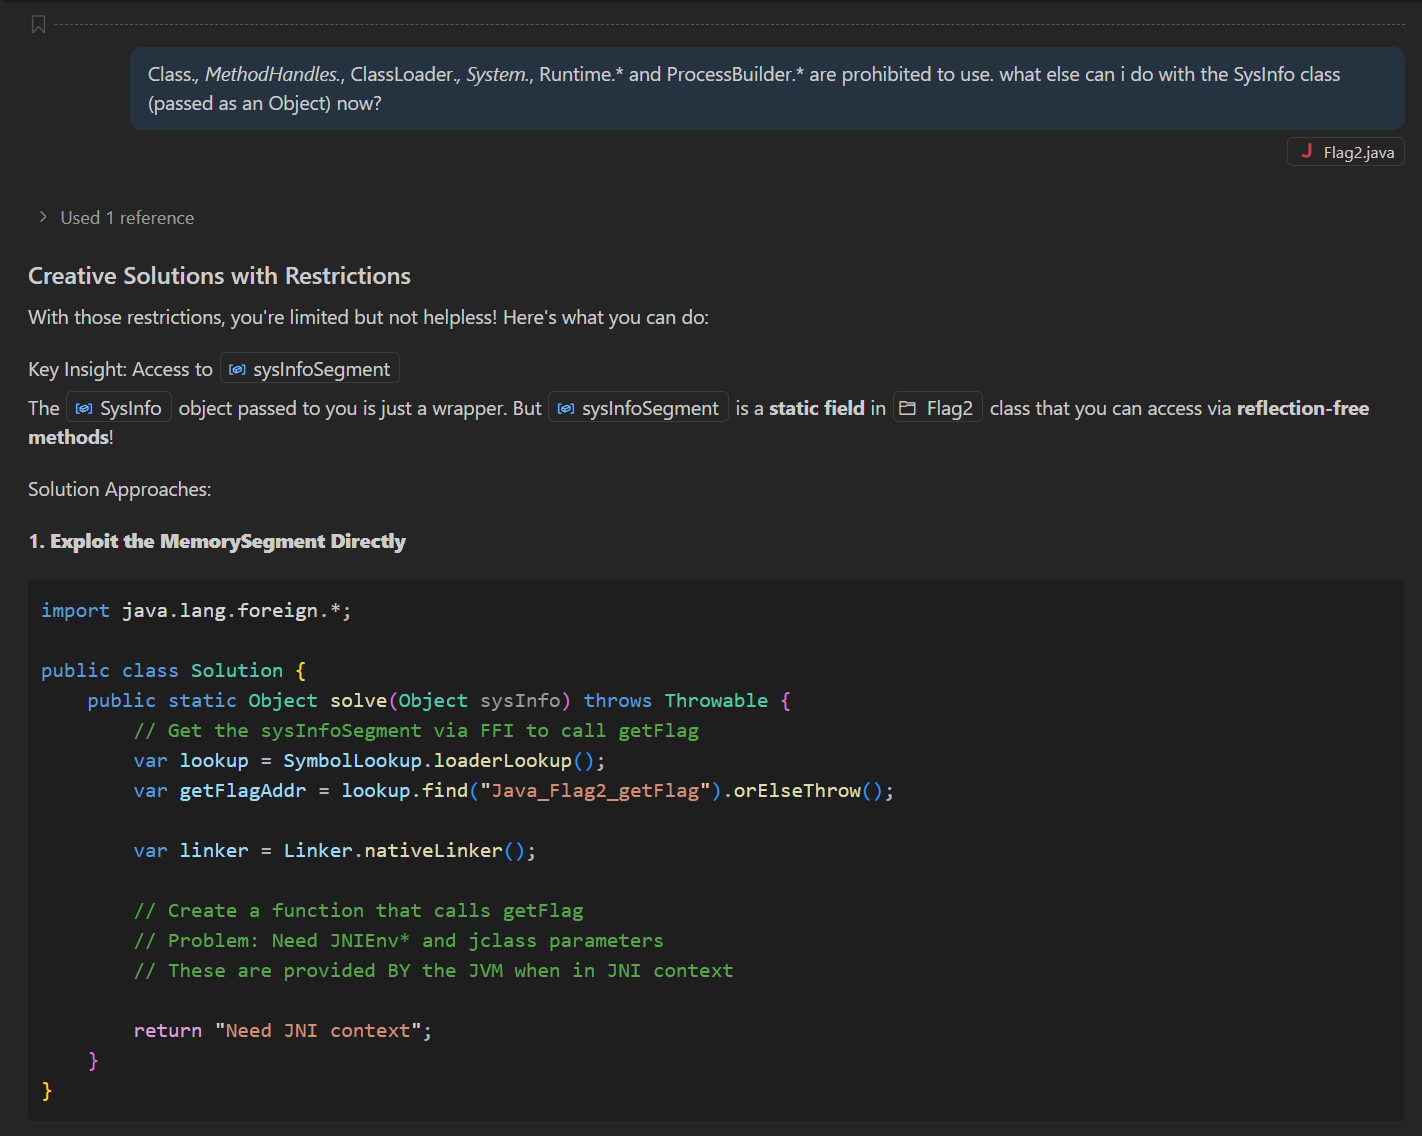 Class., MethodHandles., ClassLoader., System., Runtime.* and ProcessBuilder.* are prohibited to use. what else can i do with the SysInfo class
(passed as an Object) now?
Flag2.java
Used 1 reference
Creative Solutions with Restrictions
With those restrictions, you're limited but not helpless! Here's what you can do:
Key Insight: Access to sysInfoSegment
The SysInfo object passed to you is just a wrapper. But sysInfoSegment is a static field in Flag2 class that you can access via reflection-free
methods!
Solution Approaches:
1. Exploit the MemorySegment Directly
import java.lang.foreign.*;
public class Solution {
public static Object solve(Object sysInfo) throws Throwable {
// Get the sysInfoSegment via FFI to call getFlag
var lookup = SymbolLookup.loaderLookup();
var getFlagAddr = lookup.find("Java_Flag2_getFlag").orElseThrow();
var linker = Linker.nativeLinker();
// Create a function that calls getFlag
// Problem: Need JNIEnv* and jclass parameters
// These are provided BY the JVM when in JNI context
return "Need JNI context";
}
}